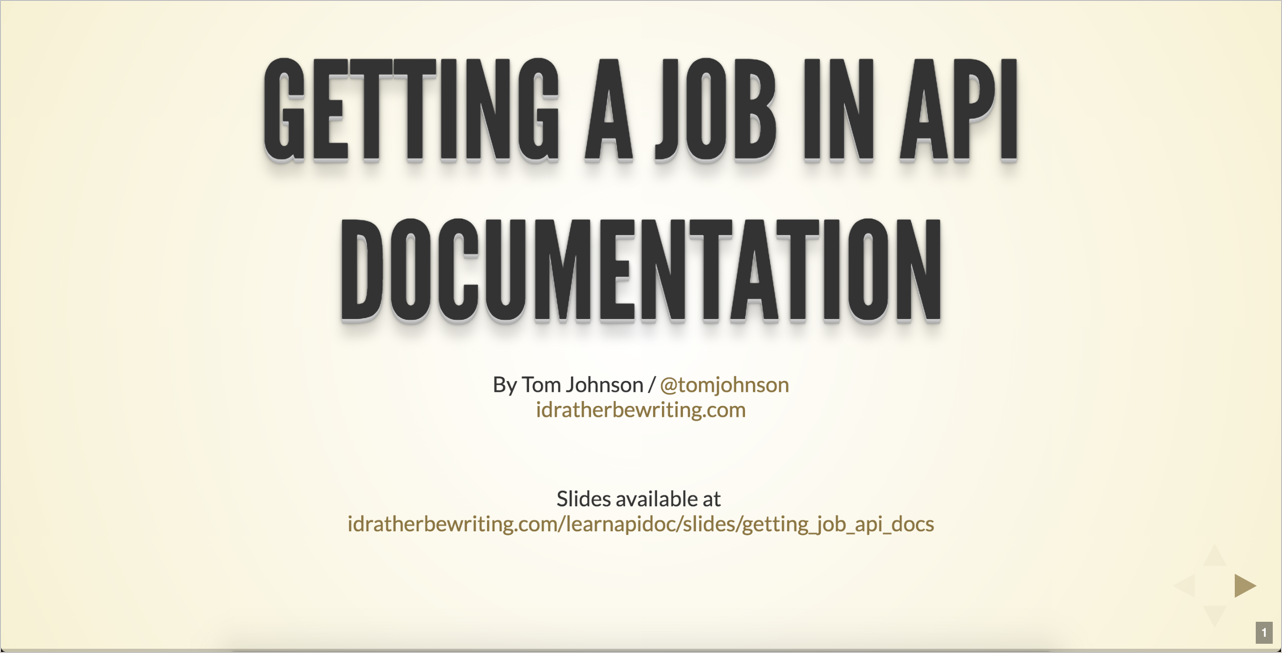 GETTING A JOB IN API
DOCUMENTATION
By Tom Johnson / @tomjohnson
idratherbewriting.com
Slides available at
idratherbewriting.com/learnapidoc/slides/getting_job_api_docs
1